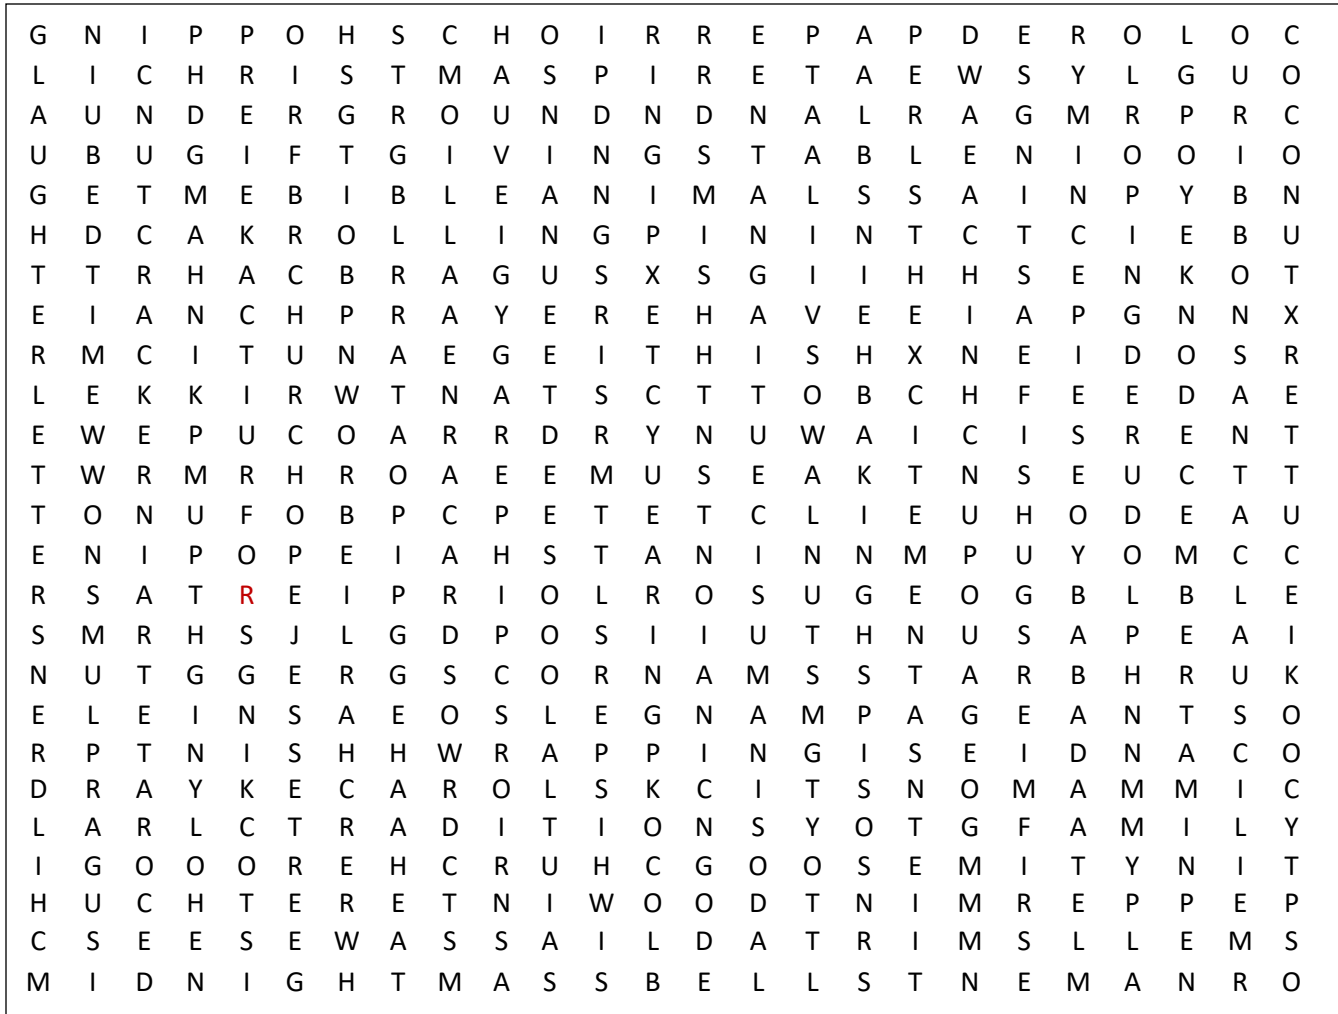 G N I P P O H S C H O I R R E P A P D E R O L O C
L I C H R I S T M A S P I R E T A E W S Y L G U O
A U N D E R G R O U N D N D N A L R A G M R P R C
U B U G I F T G I V I N G S T A B L E N I O O I O
G E T M E B I B L E A N I M A L S S A I N P Y B N
H D C A K R O L L I N G P I N I N T C T C I E B U
T T R H A C B R A G U S X S G I I H H S E N K O T
E I A N C H P R A Y E R E H A V E E I A P G N N X
R M C I T U N A E G E I T H I S H X N E I D O S R
L E K K I R W T N A T S C T T O B C H F E E D A E
E W E P U C O A R R D R Y N U W A I C I S R E N T
T W R M R H R O A E E M U S E A K T N S E U C T T
T O N U F O B P C P E T E T C L I E U H O D E A U
E N I P O P E I A H S T A N I N N M P U Y O M C C
R S A T R E I P R I O L R O S U G E O G B L B L E
S M R H S J L G D P O S I I U T H N U S A P E A I
N U T G G E R G S C O R N A M S S T A R B H R U K
E L E I N S A E O S L E G N A M P A G E A N T S O
R P T N I S H H W R A P P I N G I S E I D N A C O
D R A Y K E C A R O L S K C I T S N O M A M M I C
L A R L C T R A D I T I O N S Y O T G F A M I L Y
I G O O O R E H C R U H C G O O S E M I T Y N I T
H U C H T E R E T N I W O O D T N I M R E P P E P
C S E E S E W A S S A I L D A T R I M S L L E M S
M I D N I G H T M A S S B E L L S T N E M A N R O